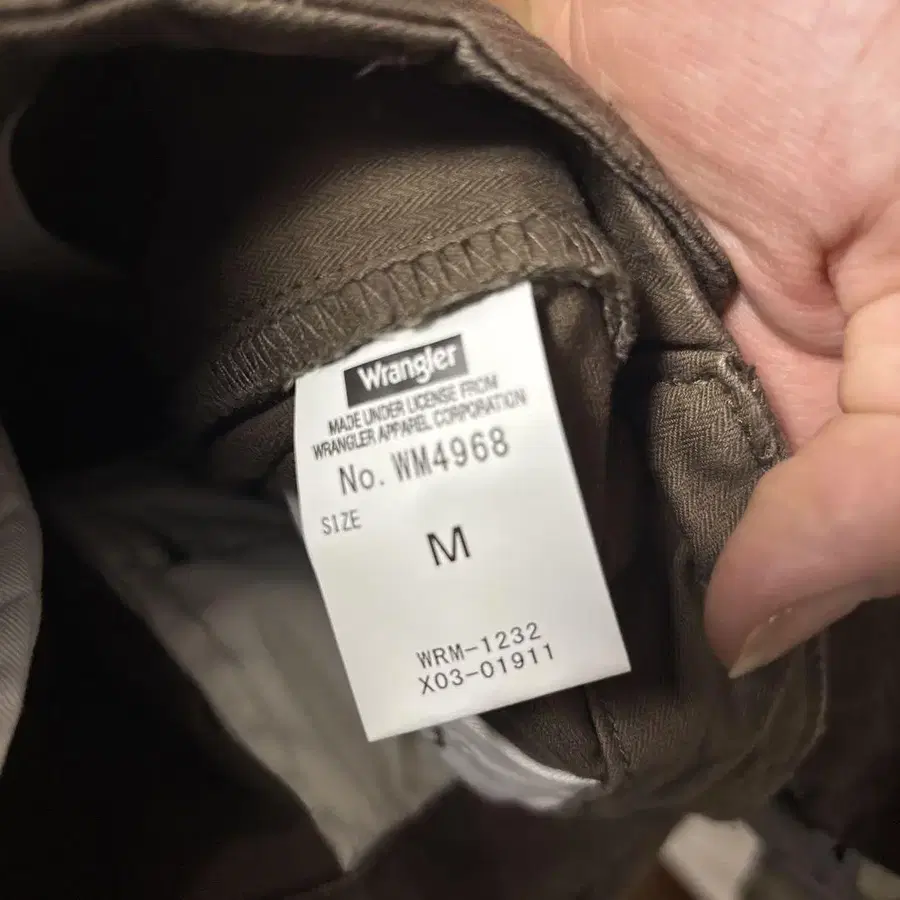 Wrangler
MADE UNDER LICENSE FROM
WRANGLER APPAREL CORPORATION
No. WM4968
SIZE
M
WRM-1232
X03-01911